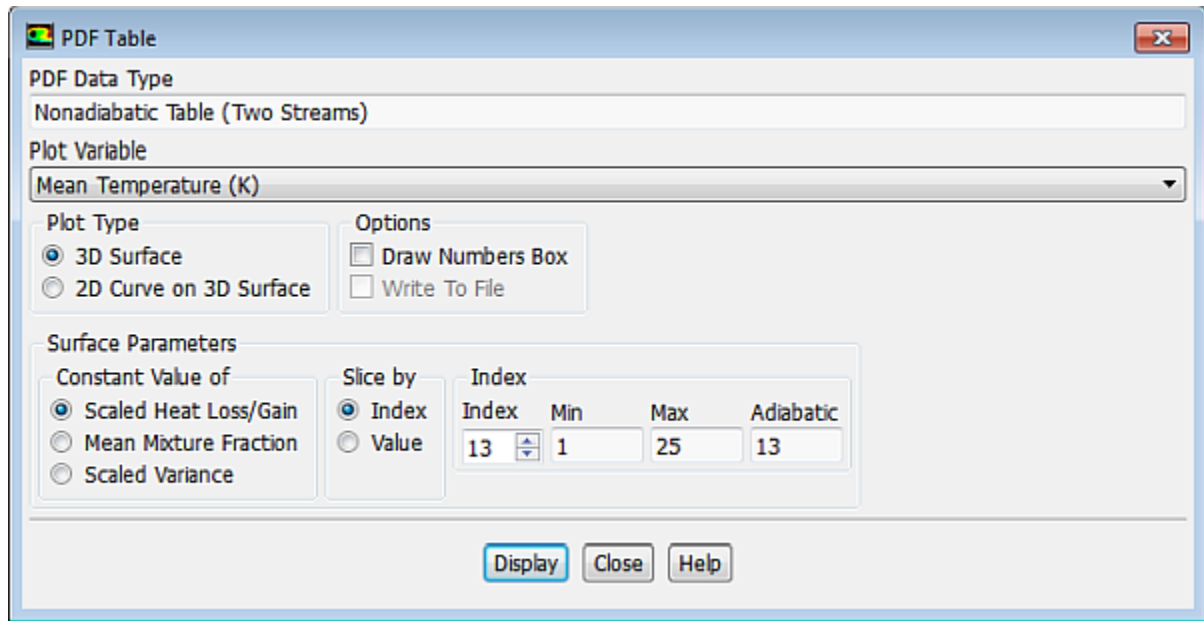 PDF Table
PDF Data Type
Nonadiabatic Table (Two Streams)
Plot Variable
Mean Temperature (K)
Plot Type
3D Surface
2D Curve on 3D Surface
Options
Draw Numbers Box
Write To File
Surface Parameters
Constant Value of
Scaled Heat Loss/Gain
Mean Mixture Fraction
Scaled Variance
Slice by
Index
Value
Index
Index Min Max Adiabatic
13 1 25 13
Display Close Help